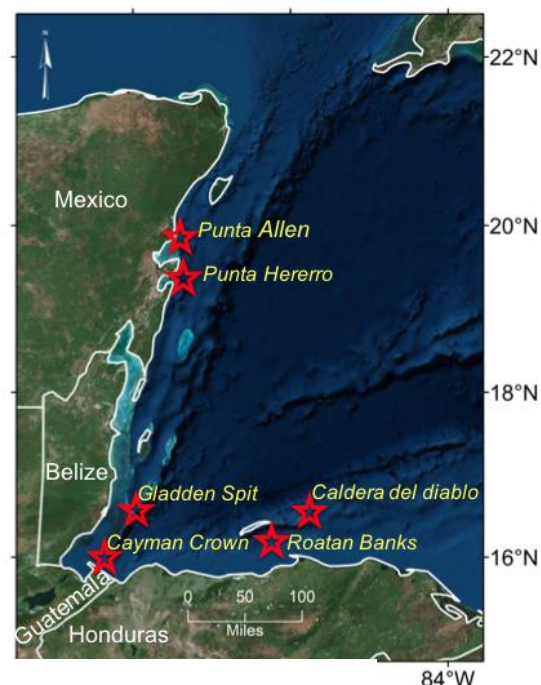 N
22°N
Mexico
20°N
Punta Allen
Punta Hererro
18°N
Belize
Gladden Spit
Caldera del diablo
Cayman Crown
Roatan Banks
16°N
Guatemala
0 50 100
Miles
Honduras
84°W